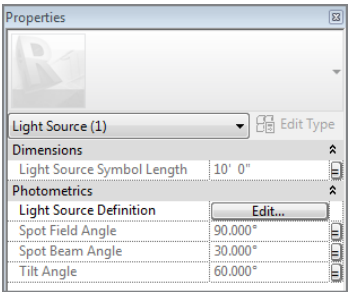 Properties
Light Source (1)
Edit Type
Dimensions
Light Source Symbol Length 10' 0"
Photometrics
Light Source Definition Edit...
Spot Field Angle 90.000°
Spot Beam Angle 30.000°
Tilt Angle 60.000°